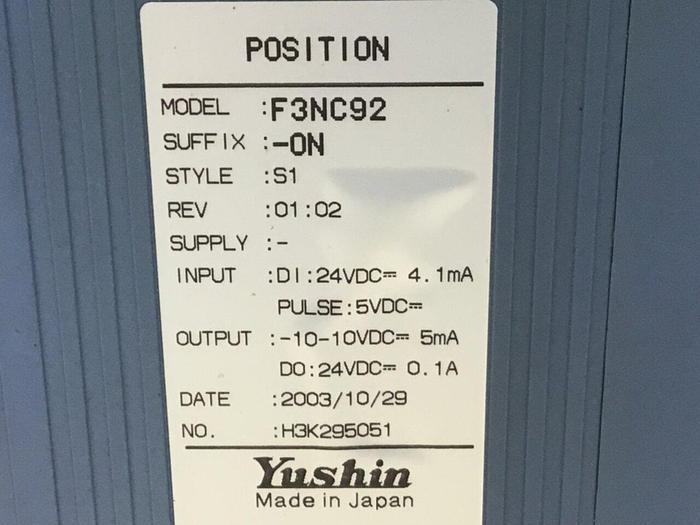 POSITION
MODEL :F3NC92
SUFFIX :-0N
STYLE :S1
REV :01:02
SUPPLY :-
INPUT :DI:24VDC⎓ 4.1mA
PULSE:5VDC⎓
OUTPUT :-10-10VDC⎓ 5mA
DO:24VDC⎓ 0.1A
DATE :2003/10/29
NO. :H3K295051
Yushin
Made in Japan